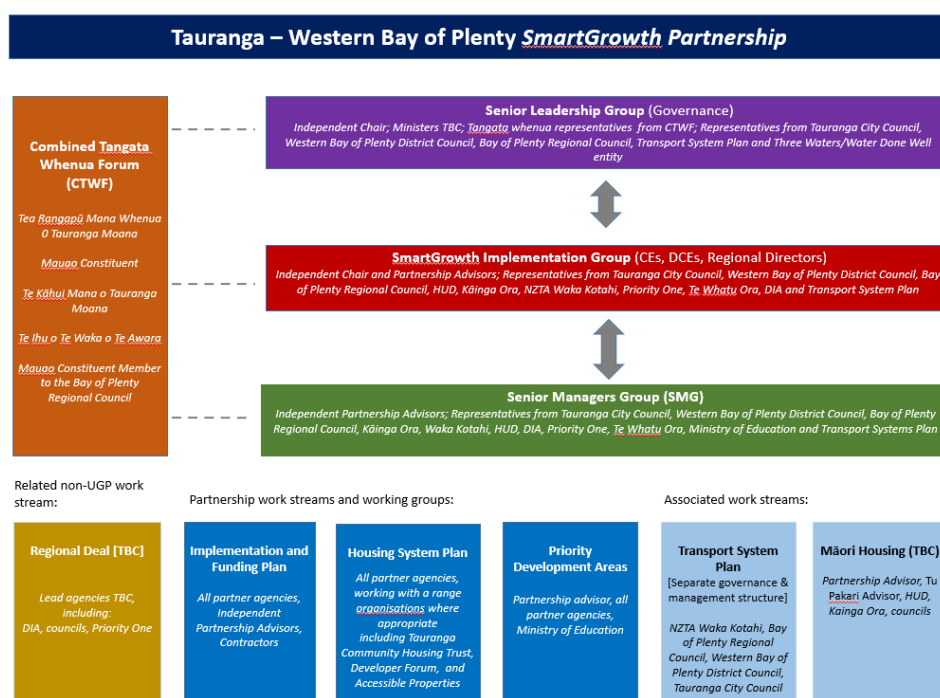 Tauranga – Western Bay of Plenty SmartGrowth Partnership
Combined Tangata
Whenua Forum
(CTWF)
Tea Rangapū Mana Whenua
0 Tauranga Moana
Mauao Constituent
Te Kāhui Mana o Tauranga
Moana
Te Ihu o Te Waka o Te Awara
Mauao Constituent Member
to the Bay of Plenty
Regional Council
Senior Leadership Group (Governance)
Independent Chair; Ministers TBC; Tangata whenua representatives from CTWF; Representatives from Tauranga City Council,
Western Bay of Plenty District Council, Bay of Plenty Regional Council, Transport System Plan and Three Waters/Water Done Well
entity
SmartGrowth Implementation Group (CEs, DCEs, Regional Directors)
Independent Chair and Partnership Advisors; Representatives from Tauranga City Council, Western Bay of Plenty District Council, Bay
of Plenty Regional Council, HUD, Kāinga Ora, NZTA Waka Kotahi, Priority One, Te Whatu Ora, DIA and Transport System Plan
Senior Managers Group (SMG)
Independent Partnership Advisors; Representatives from Tauranga City Council, Western Bay of Plenty District Council, Bay of Plenty
Regional Council, Kāinga Ora, Waka Kotahi, HUD, DIA, Priority One, Te Whatu Ora, Ministry of Education and Transport Systems Plan
Related non-UGP work
stream:
Regional Deal [TBC]
Lead agencies TBC,
including:
DIA, councils, Priority One
Partnership work streams and working groups:
Implementation and
Funding Plan
All partner agencies,
Independent
Partnership Advisors,
Contractors
Housing System Plan
All partner agencies,
working with a range
organisations where
appropriate
including Tauranga
Community Housing Trust,
Developer Forum, and
Accessible Properties
Priority
Development Areas
Partnership advisor, all
partner agencies,
Ministry of Education
Associated work streams:
Transport System
Plan
[Separate governance &
management structure]
NZTA Waka Kotahi, Bay
of Plenty Regional
Council, Western Bay of
Plenty District Council,
Tauranga City Council
Māori Housing (TBC)
Partnership Advisor, Tu
Pakari Advisor, HUD,
Kainga Ora, councils